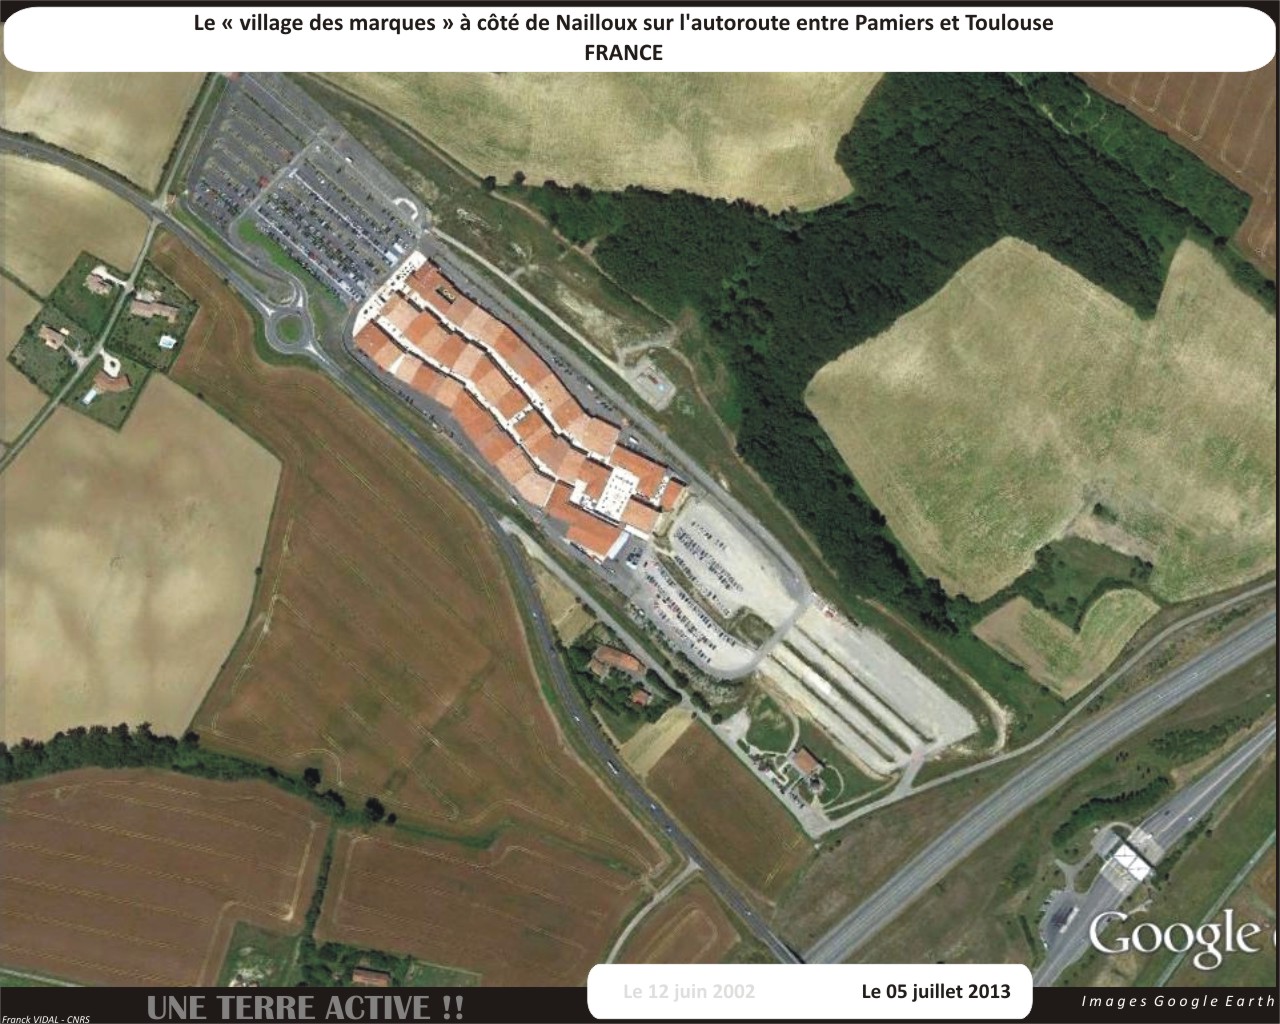 Le « village des marques » à côté de Nailloux sur l'autoroute entre Pamiers et Toulouse
FRANCE
Google
Le 12 juin 2002
Le 05 juillet 2013
UNE TERRE ACTIVE !!
Images Google Earth
Franck VIDAL - CNRS